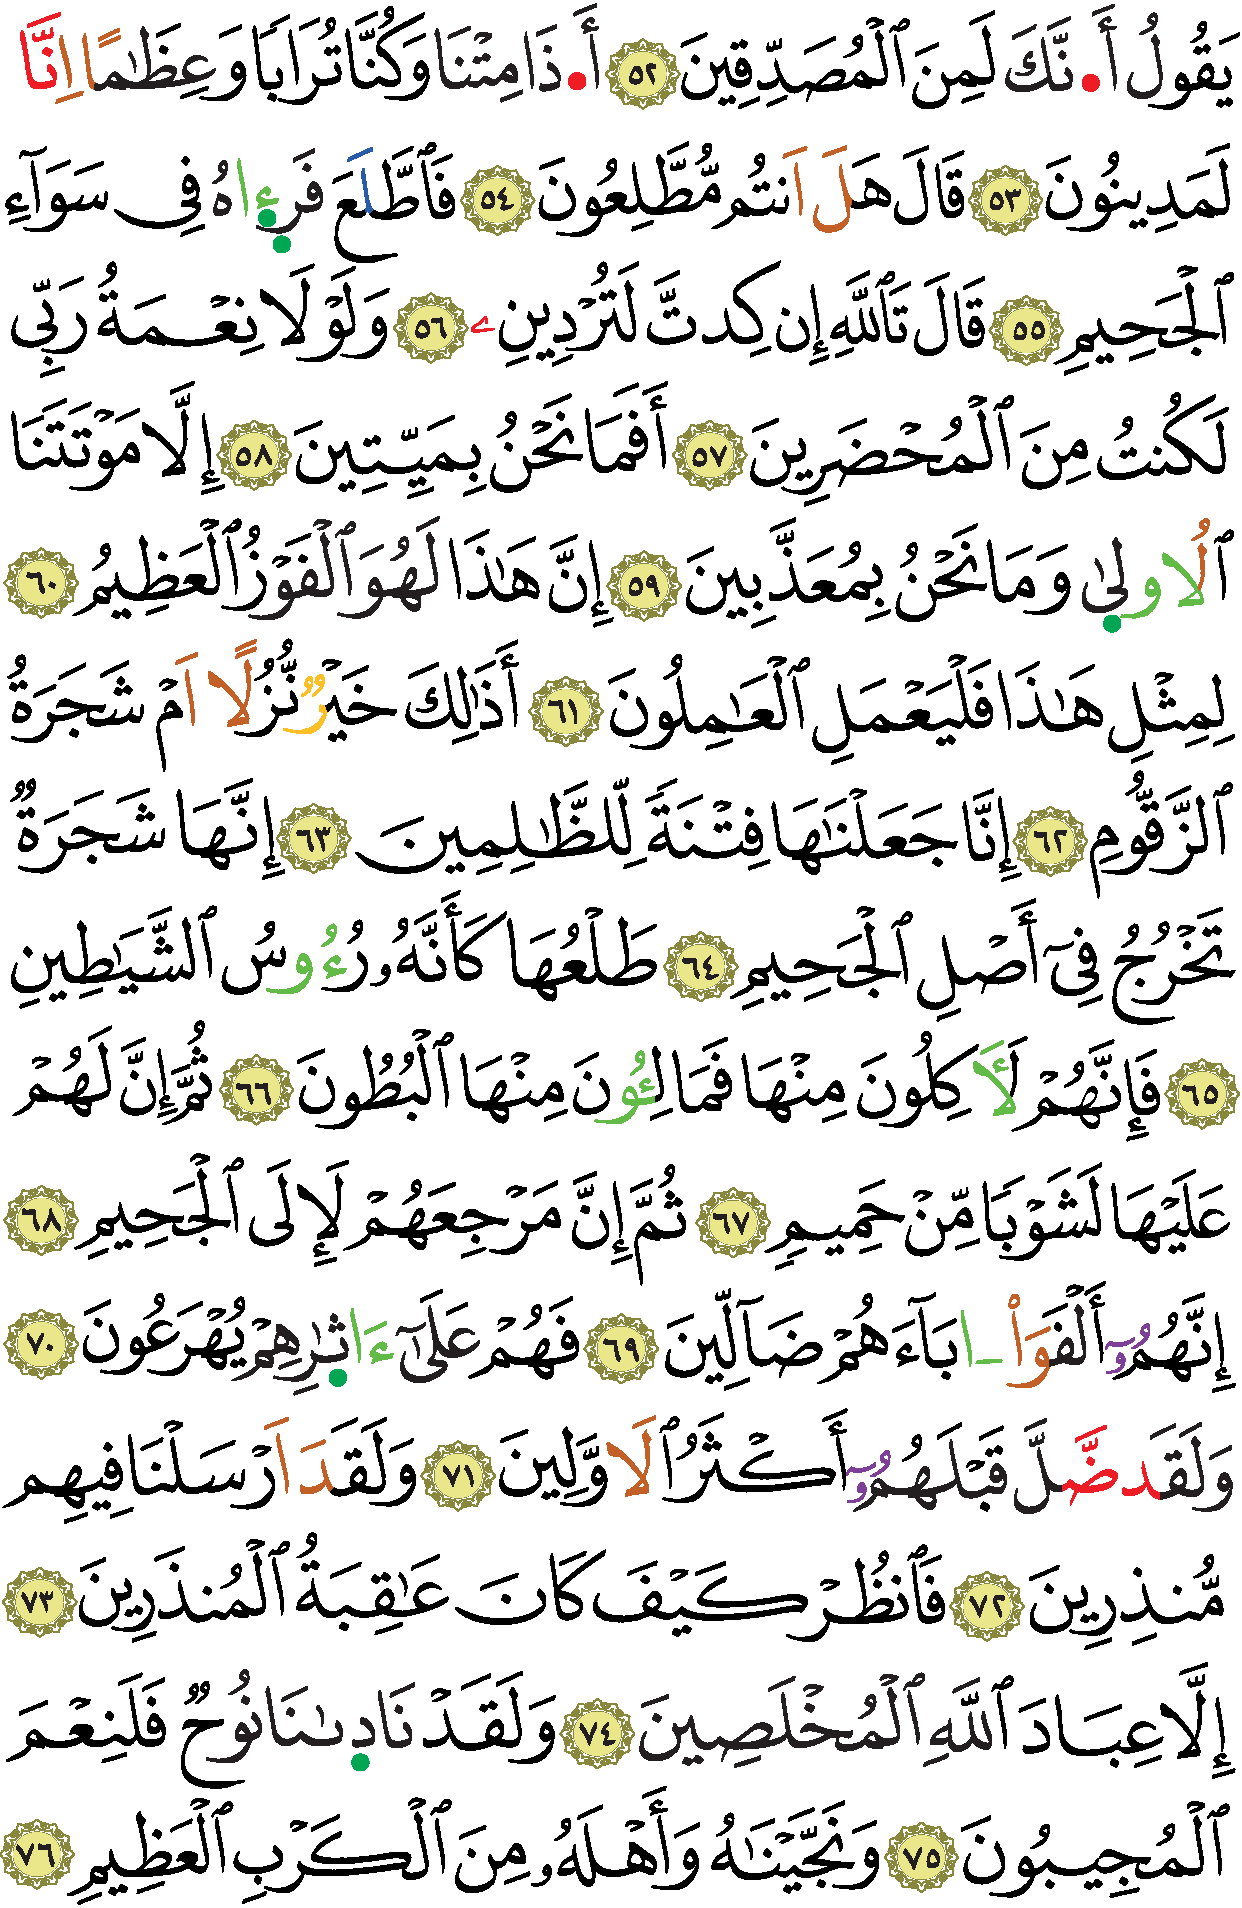 يَقُولُ أَ•نَّكَ لَمِنَ ٱلْمُصَدِّقِينَ ٥٢ أَ•ذَا مِتْنَا وَكُنَّا تُرَابًا وَعِظَٰمًا اِنَّا
لَمَدِينُونَ ٥٣ قَالَ هَلَ اَنتُم مُّطَّلِعُونَ ٥٤ فَٱطَّلَعَ فَرِءِاهُ فِى سَوَآءِ
ٱلْجَحِيمِ ٥٥ قَالَ تَٱللَّهِ إِن كِدتَّ لَتُرْدِينِۦ ٥٦ وَلَوْلَا نِعْمَةُ رَبِّى
لَكُنتُ مِنَ ٱلْمُحْضَرِينَ ٥٧ أَفَمَا نَحْنُ بِمَيِّتِينَ ٥٨ إِلَّا مَوْتَتَنَا
ٱلُاولِىٰ وَمَا نَحْنُ بِمُعَذَّبِينَ ٥٩ إِنَّ هَٰذَا لَهُوَ ٱلْفَوْزُ ٱلْعَظِيمُ ٦٠
لِمِثْلِ هَٰذَا فَلْيَعْمَلِ ٱلْعَٰمِلُونَ ٦١ أَذَٰلِكَ خَيْرٌ نُّزُلًا اَمْ شَجَرَةُ
ٱلزَّقُّومِ ٦٢ إِنَّا جَعَلْنَٰهَا فِتْنَةً لِّلظَّٰلِمِينَ ٦٣ إِنَّهَا شَجَرَةٌ
تَخْرُجُ فِىٓ أَصْلِ ٱلْجَحِيمِ ٦٤ طَلْعُهَا كَأَنَّهُۥ رُءُوسُ ٱلشَّيَٰطِينِ
٦٥ فَإِنَّهُمْ لَأَكِلُونَ مِنْهَا فَمَالِـُٔونَ مِنْهَا ٱلْبُطُونَ ٦٦ ثُمَّ إِنَّ لَهُمْ
عَلَيْهَا لَشَوْبًا مِّنْ حَمِيمٍ ٦٧ ثُمَّ إِنَّ مَرْجِعَهُمْ لَإِلَى ٱلْجَحِيمِ ٦٨
إِنَّهُمُۥٓ أَلْفَوَاْ ـابَآءَهُمْ ضَآلِّينَ ٦٩ فَهُمْ عَلَىٰٓ ءَاثِٰرِهِمْ يُهْرَعُونَ ٧٠
وَلَقَد ضَّلَّ قَبْلَهُمُۥٓ أَكْثَرُ ٱلَاوَّلِينَ ٧١ وَلَقَدَ اَرْسَلْنَا فِيهِم
مُّنذِرِينَ ٧٢ فَٱنظُرْ كَيْفَ كَانَ عَٰقِبَةُ ٱلْمُنذَرِينَ ٧٣
إِلَّا عِبَادَ ٱللَّهِ ٱلْمُخْلَصِينَ ٧٤ وَلَقَدْ نَادِىٰنَا نُوحٌ فَلَنِعْمَ
ٱلْمُجِيبُونَ ٧٥ وَنَجَّيْنَٰهُ وَأَهْلَهُۥ مِنَ ٱلْكَرْبِ ٱلْعَظِيمِ ٧٦